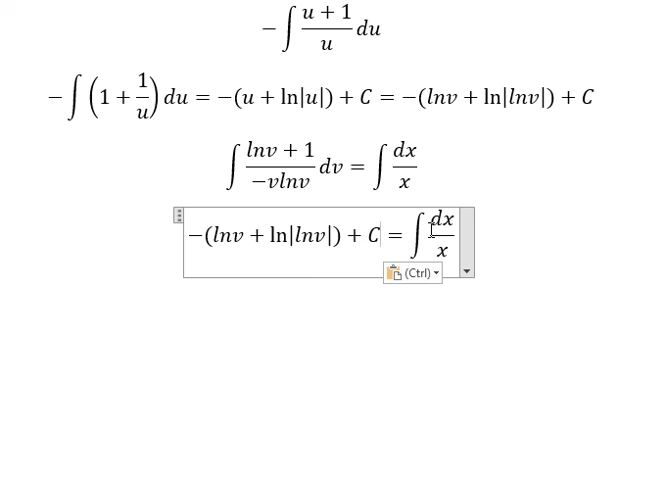 −∫ (u + 1)/u du
−∫(1 + 1/u) du = −(u + ln|u|) + C = −(lnv + ln|lnv|) + C
∫ (lnv + 1)/(−vlnv) dv = ∫ dx/x
−(lnv + ln|lnv|) + C = ∫ dx/x
(Ctrl)